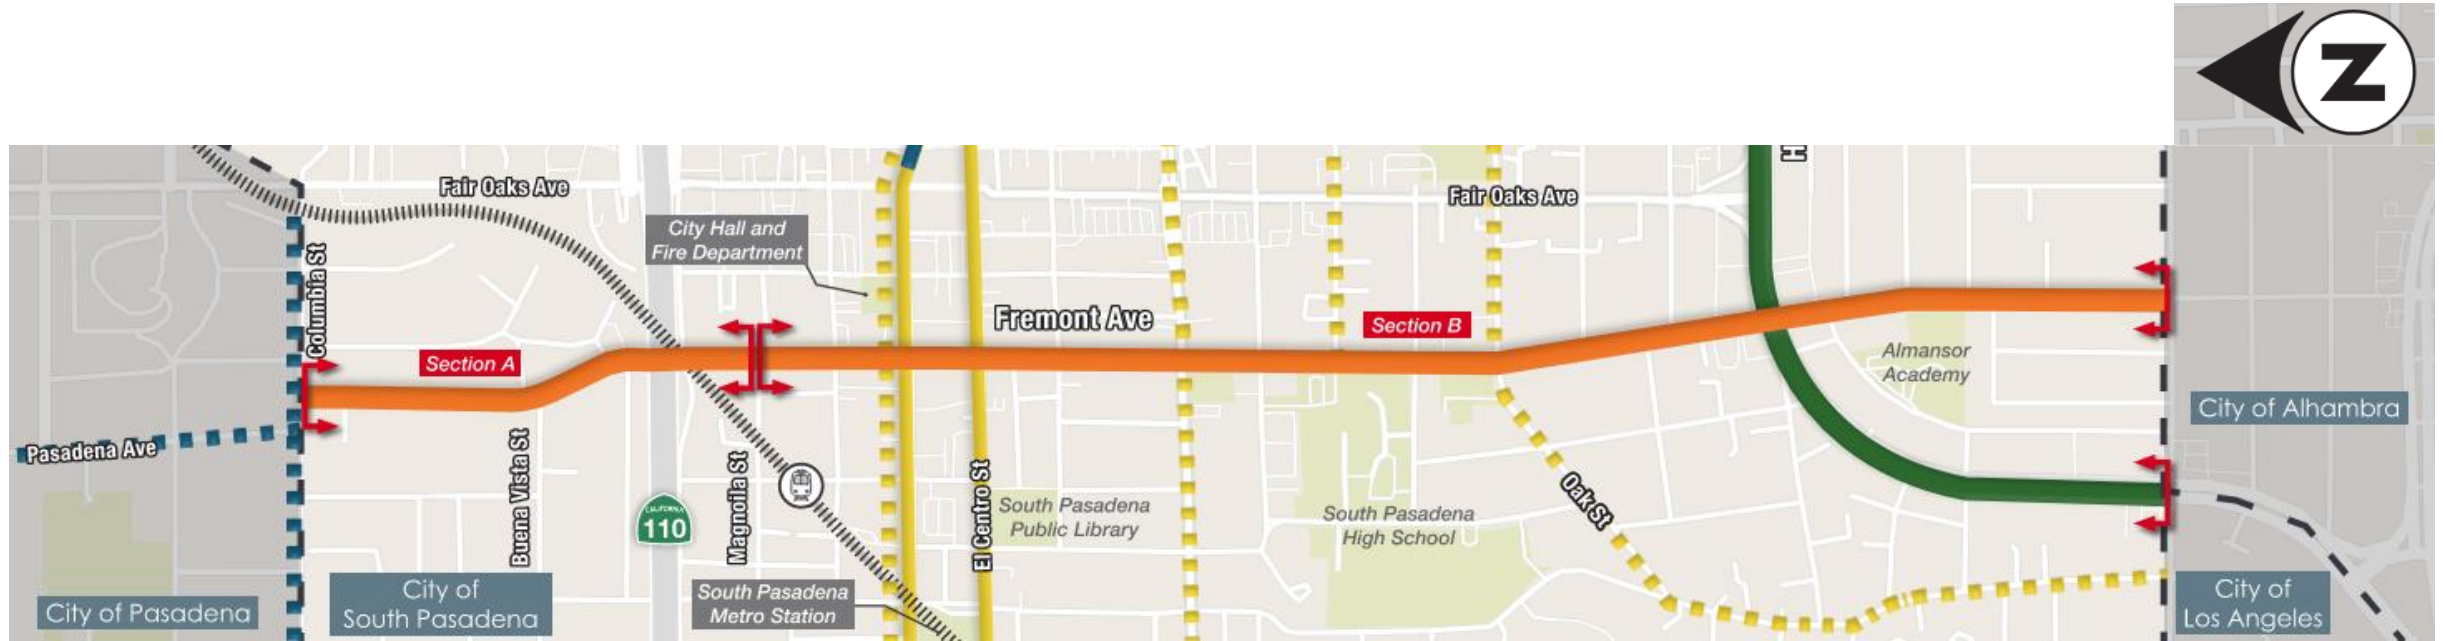 N
Fair Oaks Ave
Fair Oaks Ave
H
City Hall and
Fire Department
Columbia St
Fremont Ave
Section B
Section A
Almansor
Academy
City of Alhambra
Pasadena Ave
Buena Vista St
Magnolia St
El Centro St
Oak St
CALIFORNIA
110
South Pasadena
Public Library
South Pasadena
High School
City of Pasadena
City of
South Pasadena
South Pasadena
Metro Station
City of
Los Angeles